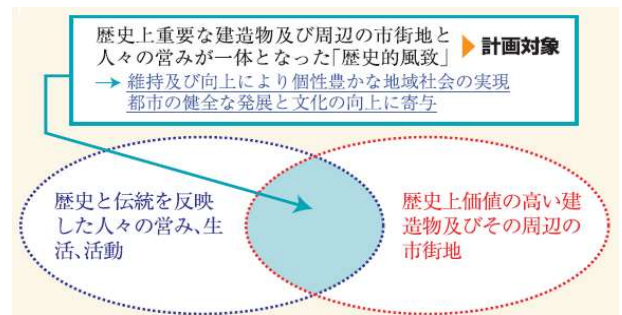 歴史上重要な建造物及び周辺の市街地と
人々の営みが一体となった「歴史的風致」
計画対象
→ 維持及び向上により個性豊かな地域社会の実現
都市の健全な発展と文化の向上に寄与
歴史と伝統を反映
した人々の営み、生
活、活動
歴史上価値の高い建
造物及びその周辺の
市街地